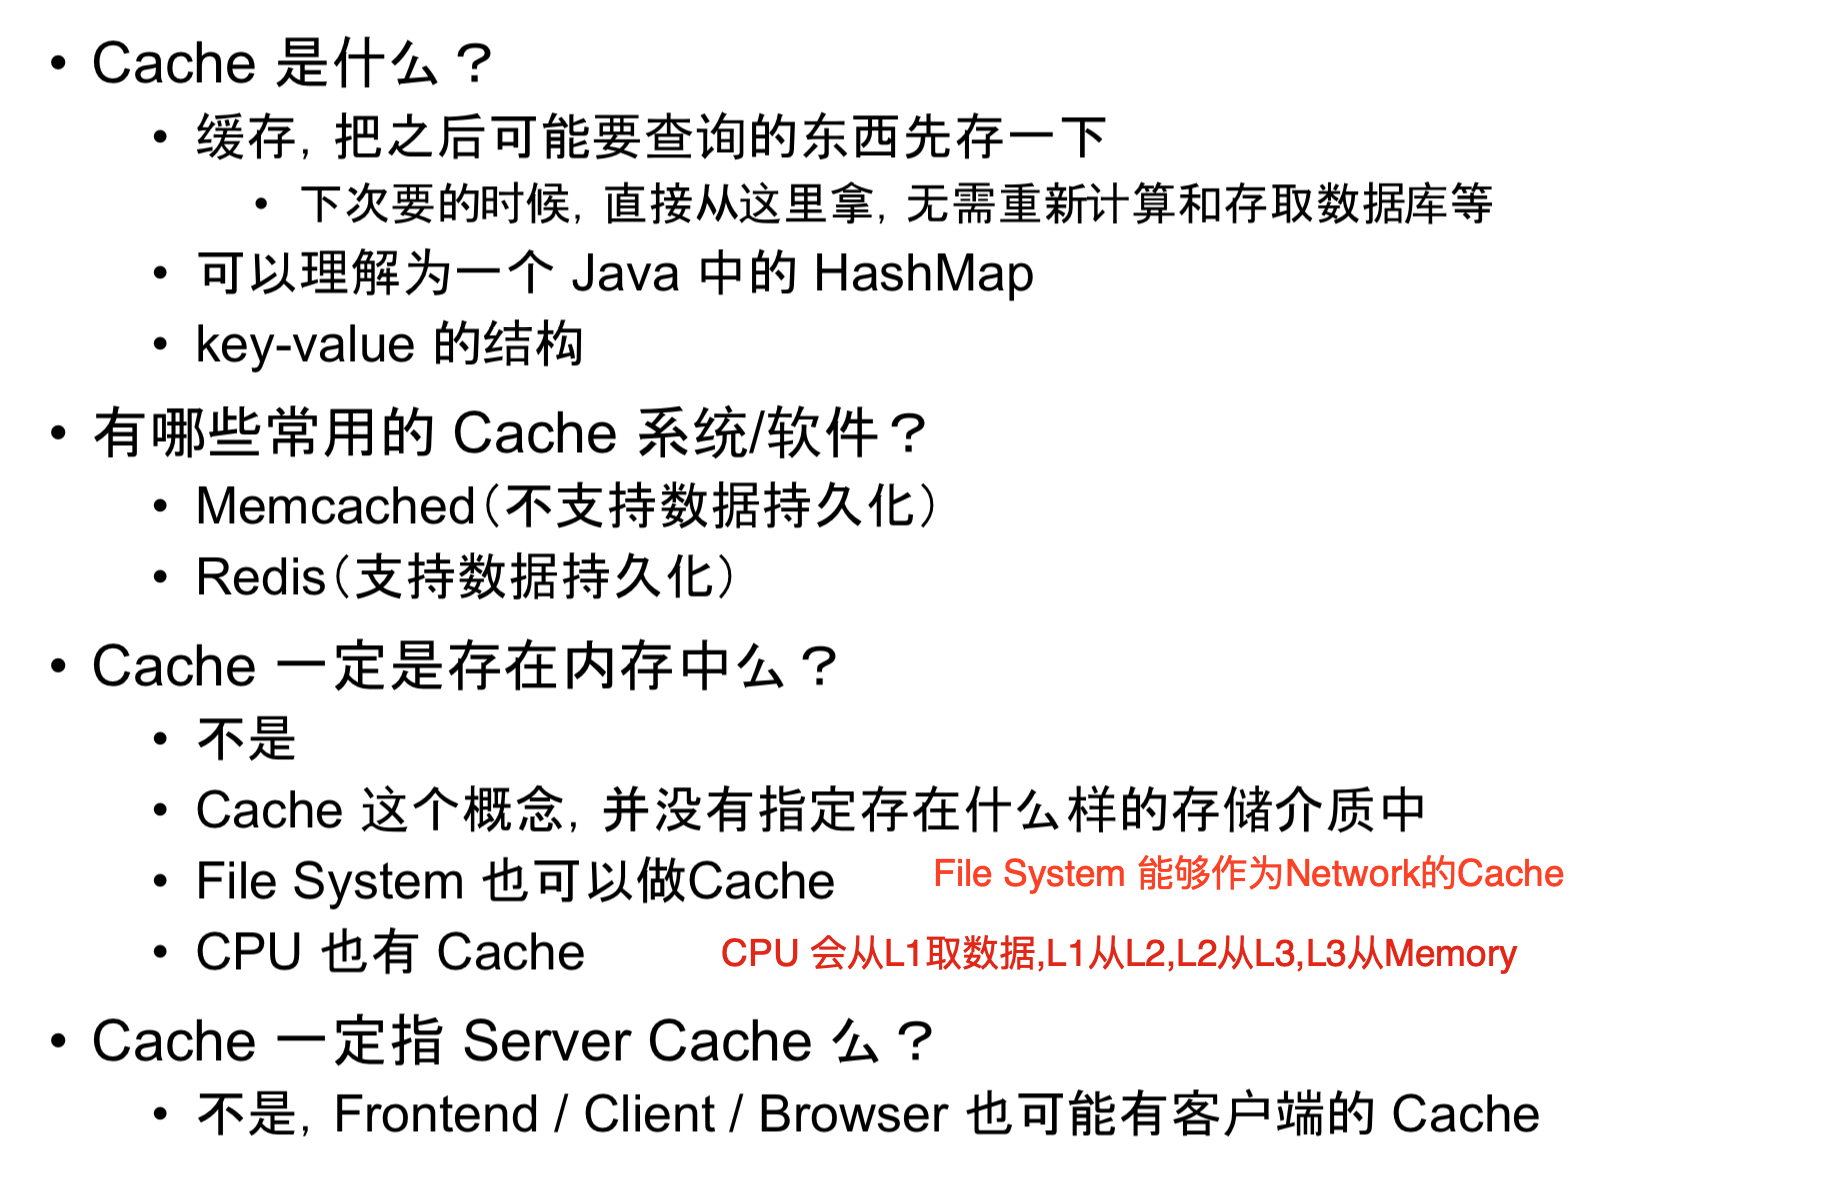 • Cache 是什么？
• 缓存，把之后可能要查询的东西先存一下
• 下次要的时候，直接从这里拿，无需重新计算和存取数据库等
• 可以理解为一个 Java 中的 HashMap
• key-value 的结构
• 有哪些常用的 Cache 系统/软件？
• Memcached（不支持数据持久化）
• Redis（支持数据持久化）
• Cache 一定是存在内存中么？
• 不是
• Cache 这个概念，并没有指定存在什么样的存储介质中
• File System 也可以做Cache File System 能够作为Network的Cache
• CPU 也有 Cache CPU 会从L1取数据,L1从L2,L2从L3,L3从Memory
• Cache 一定指 Server Cache 么？
• 不是，Frontend / Client / Browser 也可能有客户端的 Cache